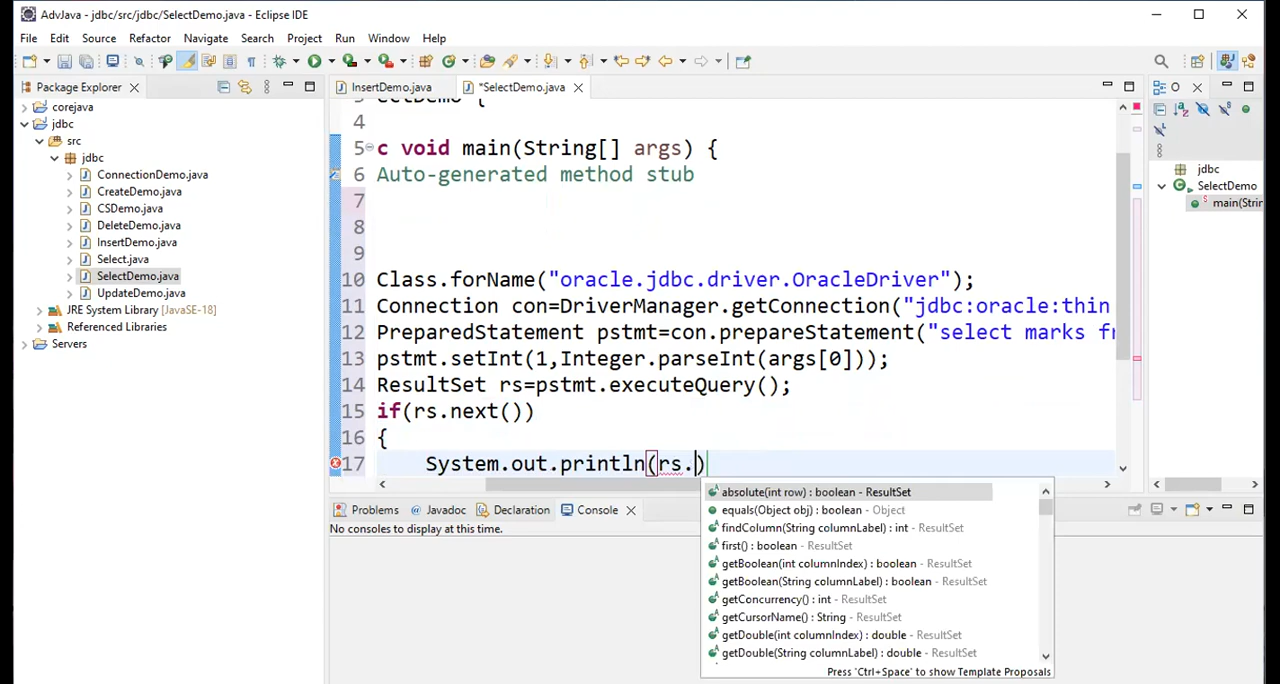 AdvJava - jdbc/src/jdbc/SelectDemo.java - Eclipse IDE
File Edit Source Refactor Navigate Search Project Run Window Help
Package Explorer
corejava
jdbc
src
jdbc
ConnectionDemo.java
CreateDemo.java
CSDemo.java
DeleteDemo.java
InsertDemo.java
Select.java
SelectDemo.java
UpdateDemo.java
JRE System Library [JavaSE-18]
Referenced Libraries
Servers
InsertDemo.java *SelectDemo.java
ectDemo {
4
5 c void main(String[] args) {
6 Auto-generated method stub
7
8
9
10 Class.forName("oracle.jdbc.driver.OracleDriver");
11 Connection con=DriverManager.getConnection("jdbc:oracle:thin
12 PreparedStatement pstmt=con.prepareStatement("select marks fr
13 pstmt.setInt(1,Integer.parseInt(args[0]));
14 ResultSet rs=pstmt.executeQuery();
15 if(rs.next())
16 {
17 System.out.println(rs.)
absolute(int row) : boolean - ResultSet
equals(Object obj) : boolean - Object
findColumn(String columnLabel) : int - ResultSet
first() : boolean - ResultSet
getBoolean(int columnIndex) : boolean - ResultSet
getBoolean(String columnLabel) : boolean - ResultSet
getConcurrency() : int - ResultSet
getCursorName() : String - ResultSet
getDouble(int columnIndex) : double - ResultSet
getDouble(String columnLabel) : double - ResultSet
Press 'Ctrl+Space' to show Template Proposals
Problems @ Javadoc Declaration Console
No consoles to display at this time.
jdbc
SelectDemo
main(Strin